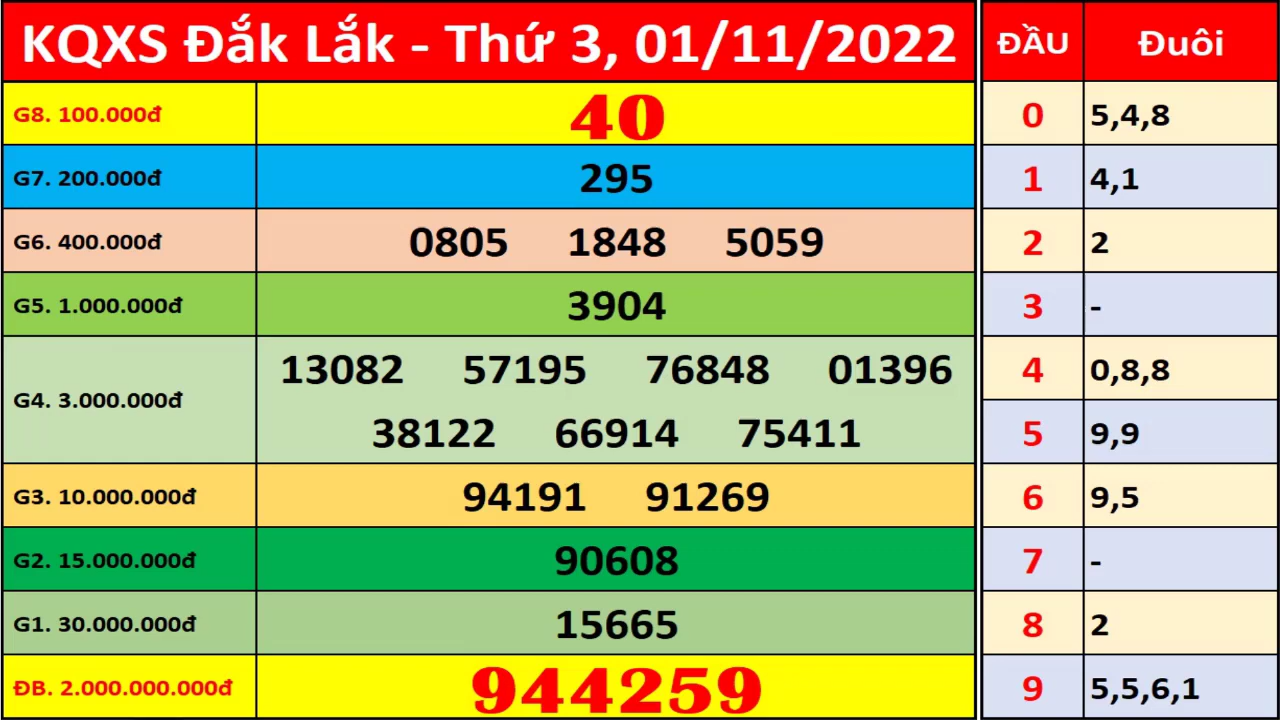 KQXS Đắk Lắk - Thứ 3, 01/11/2022
G8. 100.000đ 40
G7. 200.000đ 295
G6. 400.000đ 0805 1848 5059
G5. 1.000.000đ 3904
G4. 3.000.000đ 13082 57195 76848 01396
38122 66914 75411
G3. 10.000.000đ 94191 91269
G2. 15.000.000đ 90608
G1. 30.000.000đ 15665
ĐB. 2.000.000.000đ 944259
ĐẦU Đuôi
0 5,4,8
1 4,1
2 2
3 -
4 0,8,8
5 9,9
6 9,5
7 -
8 2
9 5,5,6,1